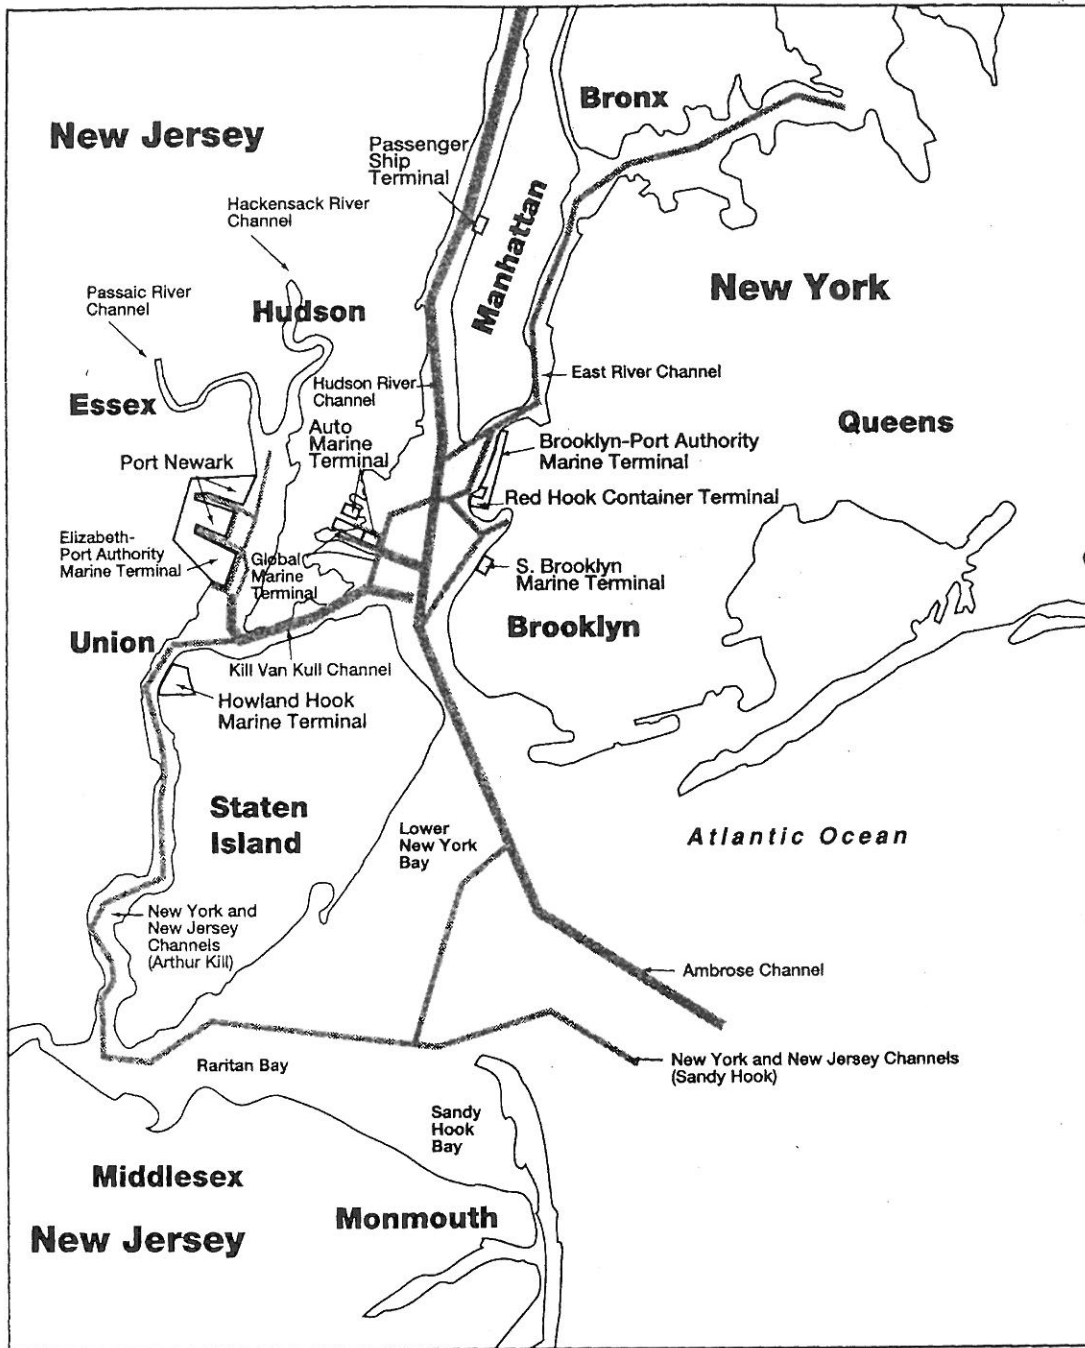 Bronx
New Jersey
Passenger
Ship
Terminal
Hackensack River
Channel
Manhattan
New York
Passaic River
Channel
Hudson
East River Channel
Hudson River
Channel
Essex
Queens
Auto
Marine
Terminal
Brooklyn-Port Authority
Marine Terminal
Port Newark
Red Hook Container Terminal
Elizabeth-
Port Authority
Marine Terminal
Global
Marine
Terminal
S. Brooklyn
Marine Terminal
Union
Brooklyn
Kill Van Kull Channel
Howland Hook
Marine Terminal
Staten
Island
Lower
New York
Bay
Atlantic Ocean
New York and
New Jersey
Channels
(Arthur Kill)
Ambrose Channel
Raritan Bay
New York and New Jersey Channels
(Sandy Hook)
Sandy
Hook
Bay
Middlesex
Monmouth
New Jersey